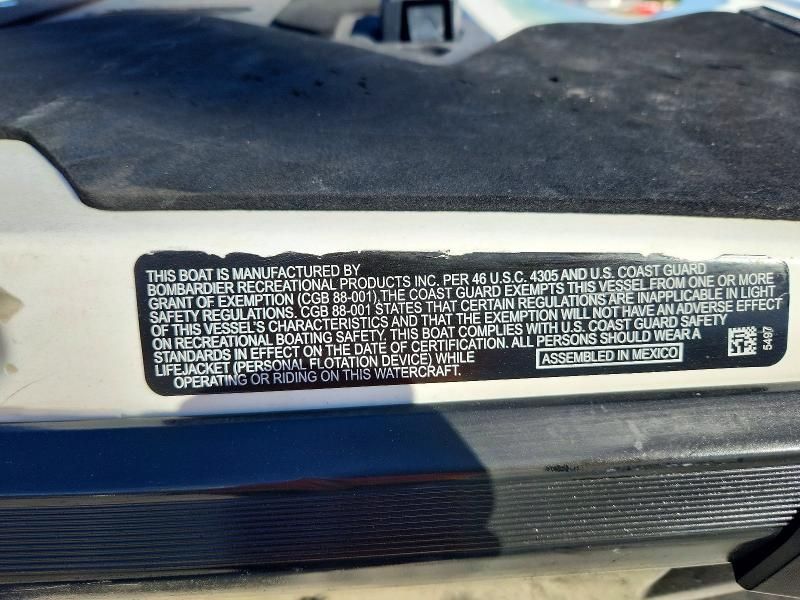 THIS BOAT IS MANUFACTURED BY
BOMBARDIER RECREATIONAL PRODUCTS INC. PER 46 U.S.C. 4305 AND U.S. COAST GUARD
GRANT OF EXEMPTION (CGB 88-001).THE COAST GUARD EXEMPTS THIS VESSEL FROM ONE OR MORE
SAFETY REGULATIONS. CGB 88-001 STATES THAT CERTAIN REGULATIONS ARE INAPPLICABLE IN LIGHT
OF THIS VESSEL'S CHARACTERISTICS AND THAT THE EXEMPTION WILL NOT HAVE AN ADVERSE EFFECT
ON RECREATIONAL BOATING SAFETY. THIS BOAT COMPLIES WITH U.S. COAST GUARD SAFETY
STANDARDS IN EFFECT ON THE DATE OF CERTIFICATION. ALL PERSONS SHOULD WEAR A
LIFEJACKET (PERSONAL FLOTATION DEVICE) WHILE
OPERATING OR RIDING ON THIS WATERCRAFT.
ASSEMBLED IN MEXICO
5497